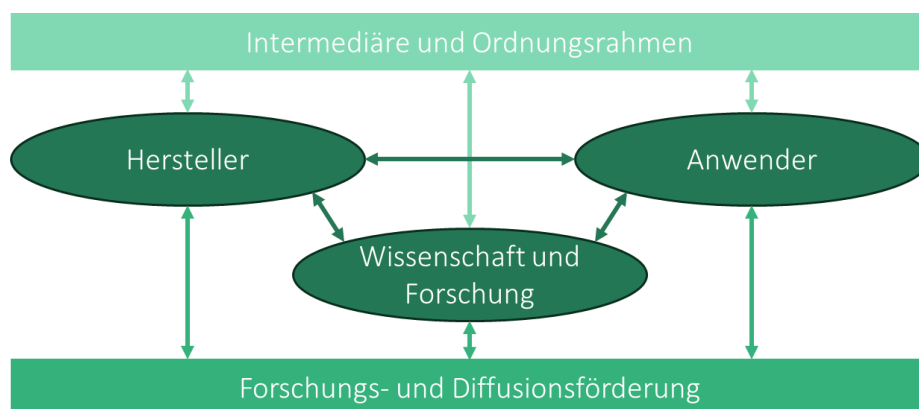 Intermediäre und Ordnungsrahmen
Hersteller
Anwender
Wissenschaft und
Forschung
Forschungs- und Diffusionsförderung